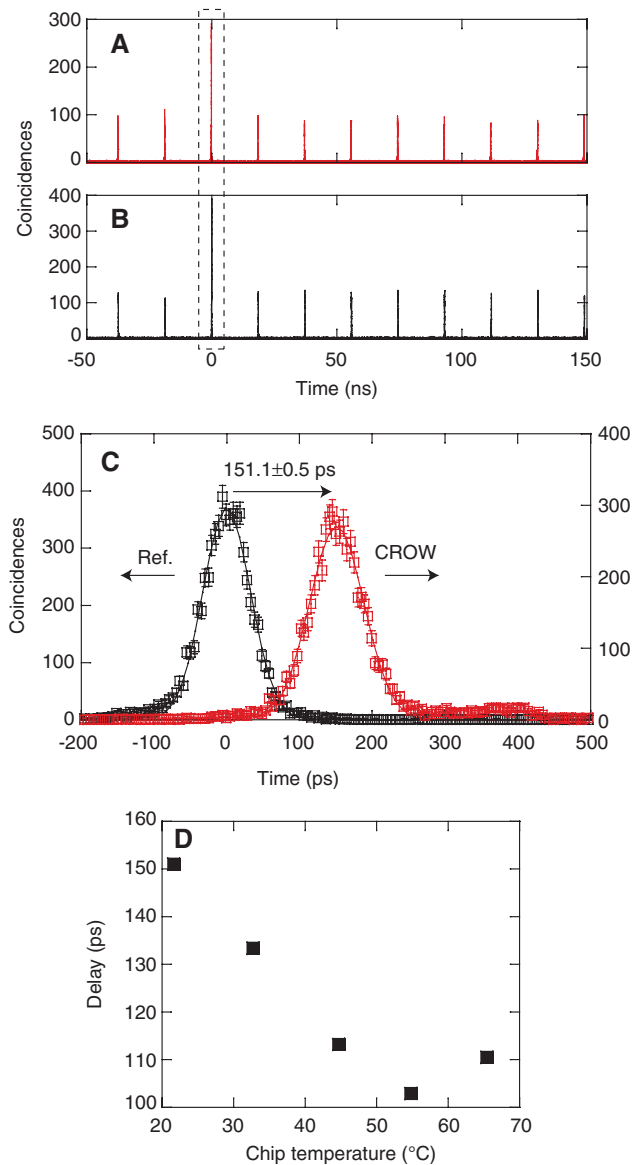 A
300
200
100
0
Coincidences
B
400
300
200
100
0
-50 0 50 100 150
Time (ns)
C
500
400
300
200
100
0
Coincidences
151.1±0.5 ps
Ref.
CROW
400
300
200
100
0
-200 -100 0 100 200 300 400 500
Time (ps)
D
160
150
140
130
120
110
100
Delay (ps)
20 30 40 50 60 70
Chip temperature (°C)